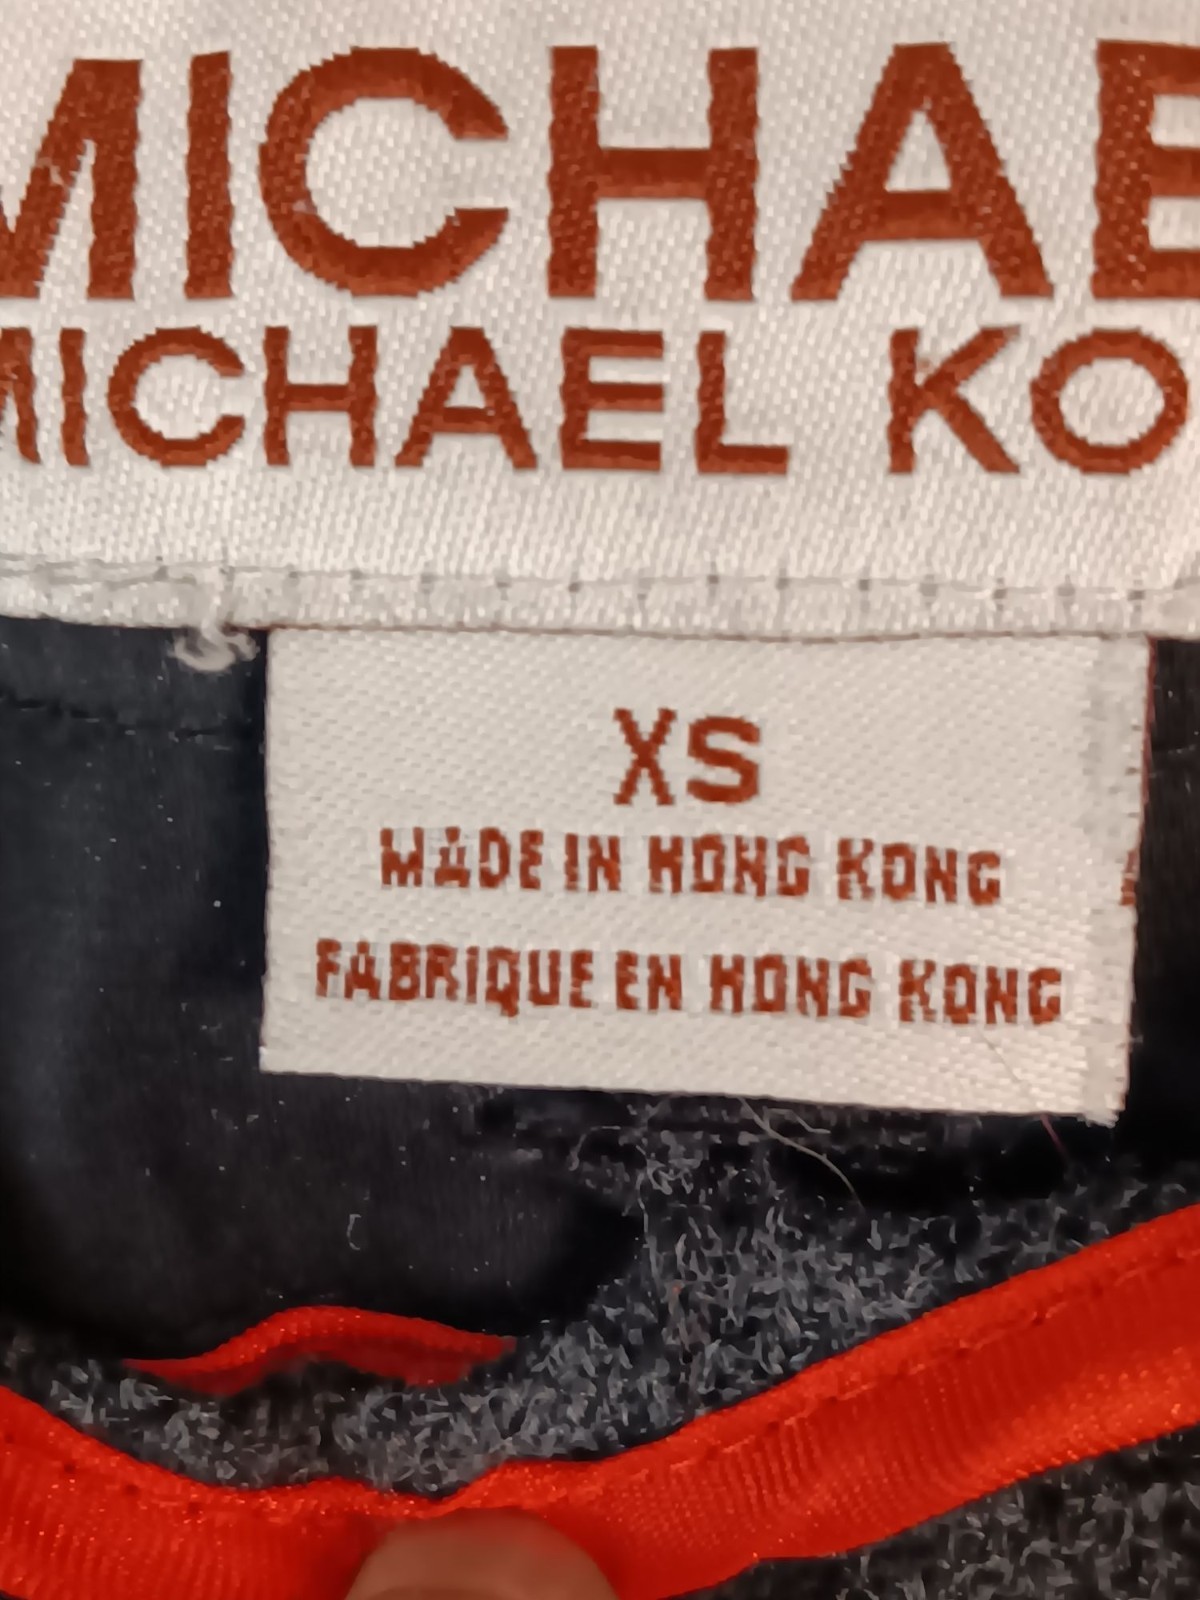 MICHAE
MICHAEL KO
XS
MADE IN HONG KONG
FABRIQUE EN HONG KONG